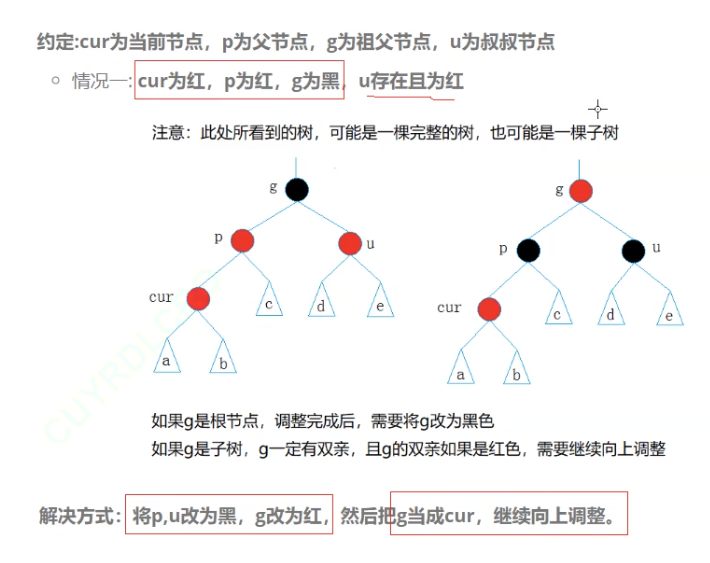 约定:cur为当前节点，p为父节点，g为祖父节点，u为叔叔节点
情况一: cur为红，p为红，g为黑，u存在且为红
注意：此处所看到的树，可能是一棵完整的树，也可能是一棵子树
g
p
u
cur
c
d
e
a
b
g
p
u
cur
c
d
e
a
b
如果g是根节点，调整完成后，需要将g改为黑色
如果g是子树，g一定有双亲，且g的双亲如果是红色，需要继续向上调整
解决方式：将p,u改为黑，g改为红，然后把g当成cur，继续向上调整。